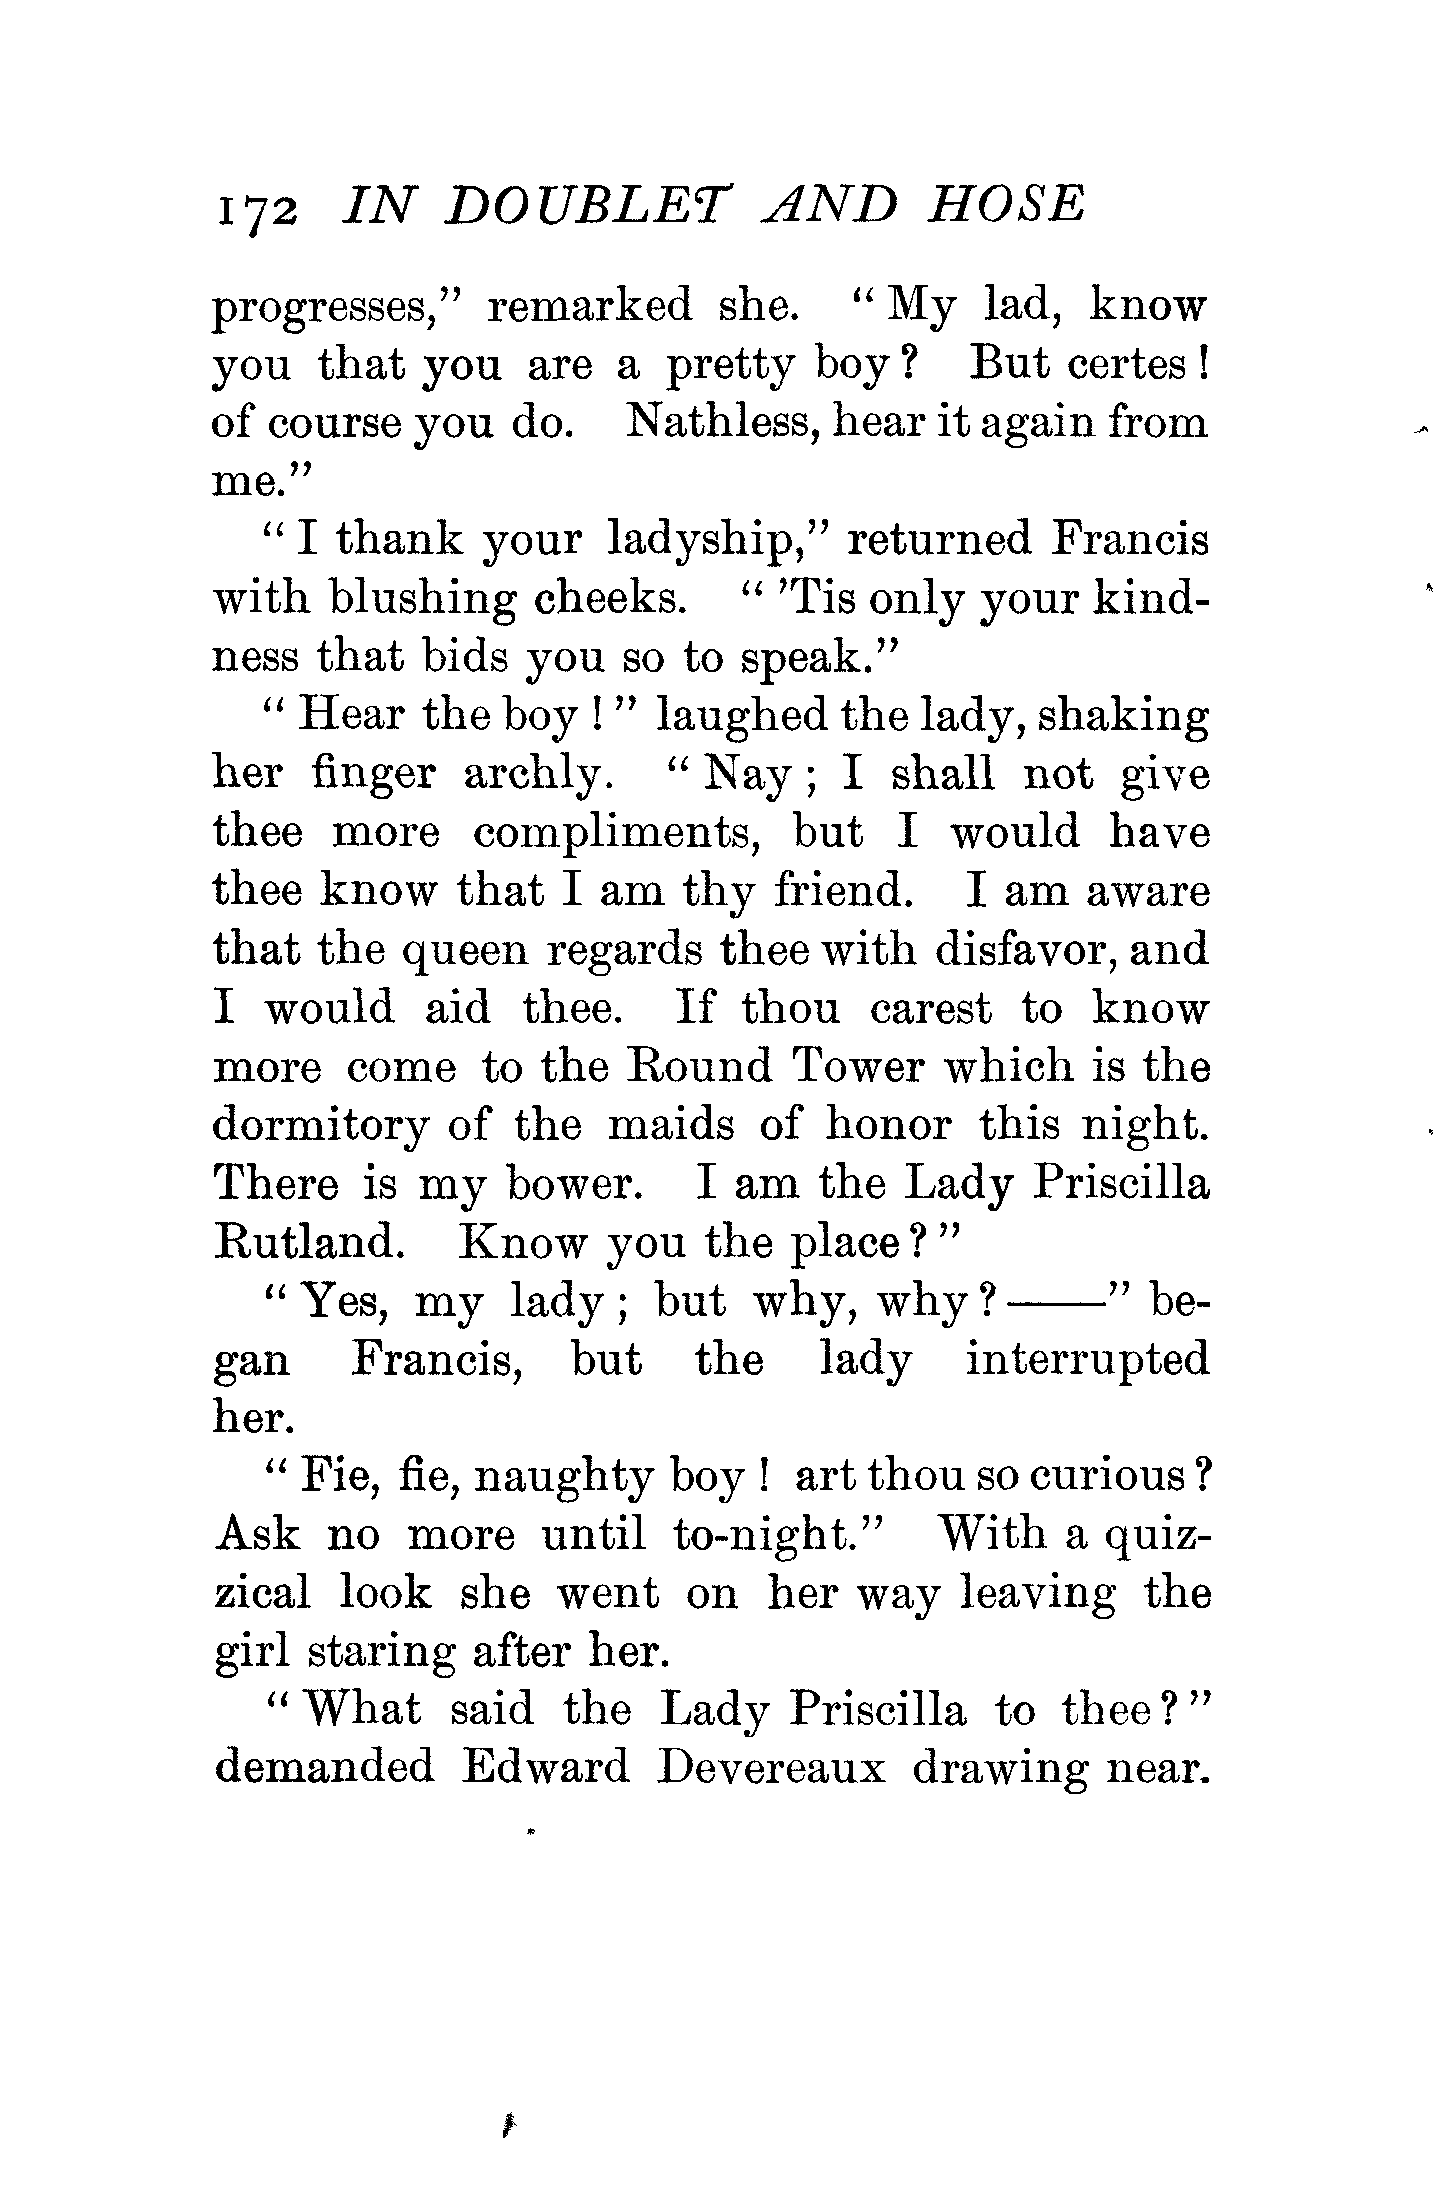 172 IN DOUBLET AND HOSE
progresses,” remarked she. “ My lad, know
you that you are a pretty boy ? But certes !
of course you do. Nathless, hear it again from
me.”
“ I thank your ladyship,” returned Francis
with blushing cheeks. “ ’Tis only your kind-
ness that bids you so to speak.”
“ Hear the boy ! ” laughed the lady, shaking
her finger archly. “ Nay ; I shall not give
thee more compliments, but I would have
thee know that I am thy friend. I am aware
that the queen regards thee with disfavor, and
I would aid thee. If thou carest to know
more come to the Round Tower which is the
dormitory of the maids of honor this night.
There is my bower. I am the Lady Priscilla
Rutland. Know you the place ? ”
“ Yes, my lady ; but why, why ? ——” be-
gan Francis, but the lady interrupted
her.
“ Fie, fie, naughty boy ! art thou so curious ?
Ask no more until to-night.” With a quiz-
zical look she went on her way leaving the
girl staring after her.
“ What said the Lady Priscilla to thee ? ”
demanded Edward Devereaux drawing near.